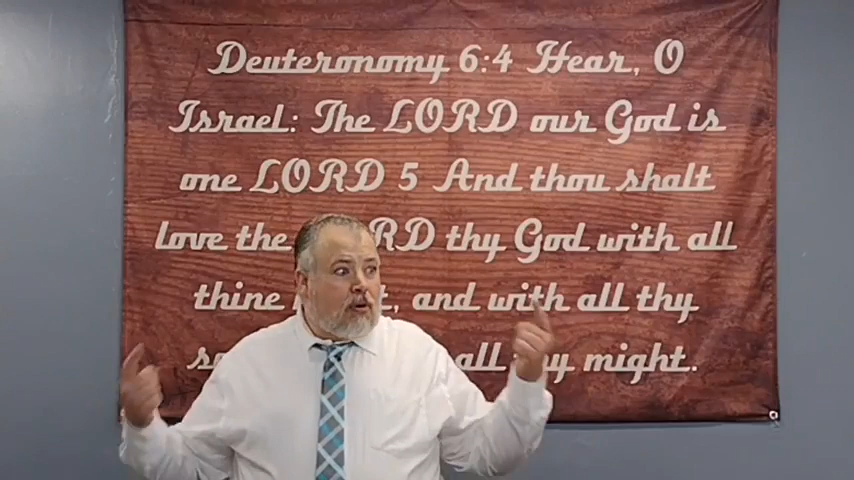 Deuteronomy 6:4 Hear, O
Israel: The LORD our God is
one LORD 5 And thou shalt
love the RD thy God with all
thine , and with all thy
all thy might.